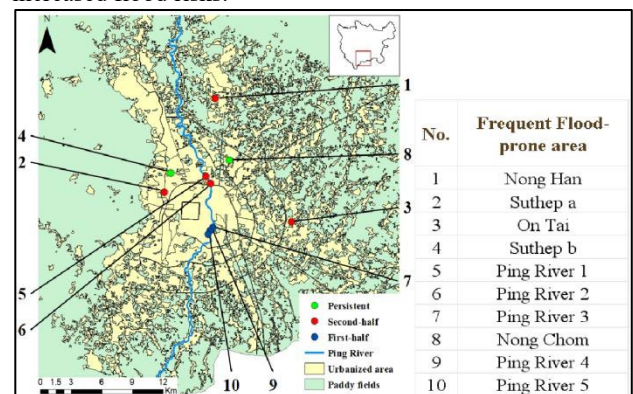 increased flood risks.
N
1
4
8
2
3
5
7
6
Persistent
Second-half
First-half
Ping River
Urbanized area
Paddy fields
0 1.5 3 6 9 12
Km
10 9
No. Frequent Flood-
prone area
1 Nong Han
2 Suthep a
3 On Tai
4 Suthep b
5 Ping River 1
6 Ping River 2
7 Ping River 3
8 Nong Chom
9 Ping River 4
10 Ping River 5